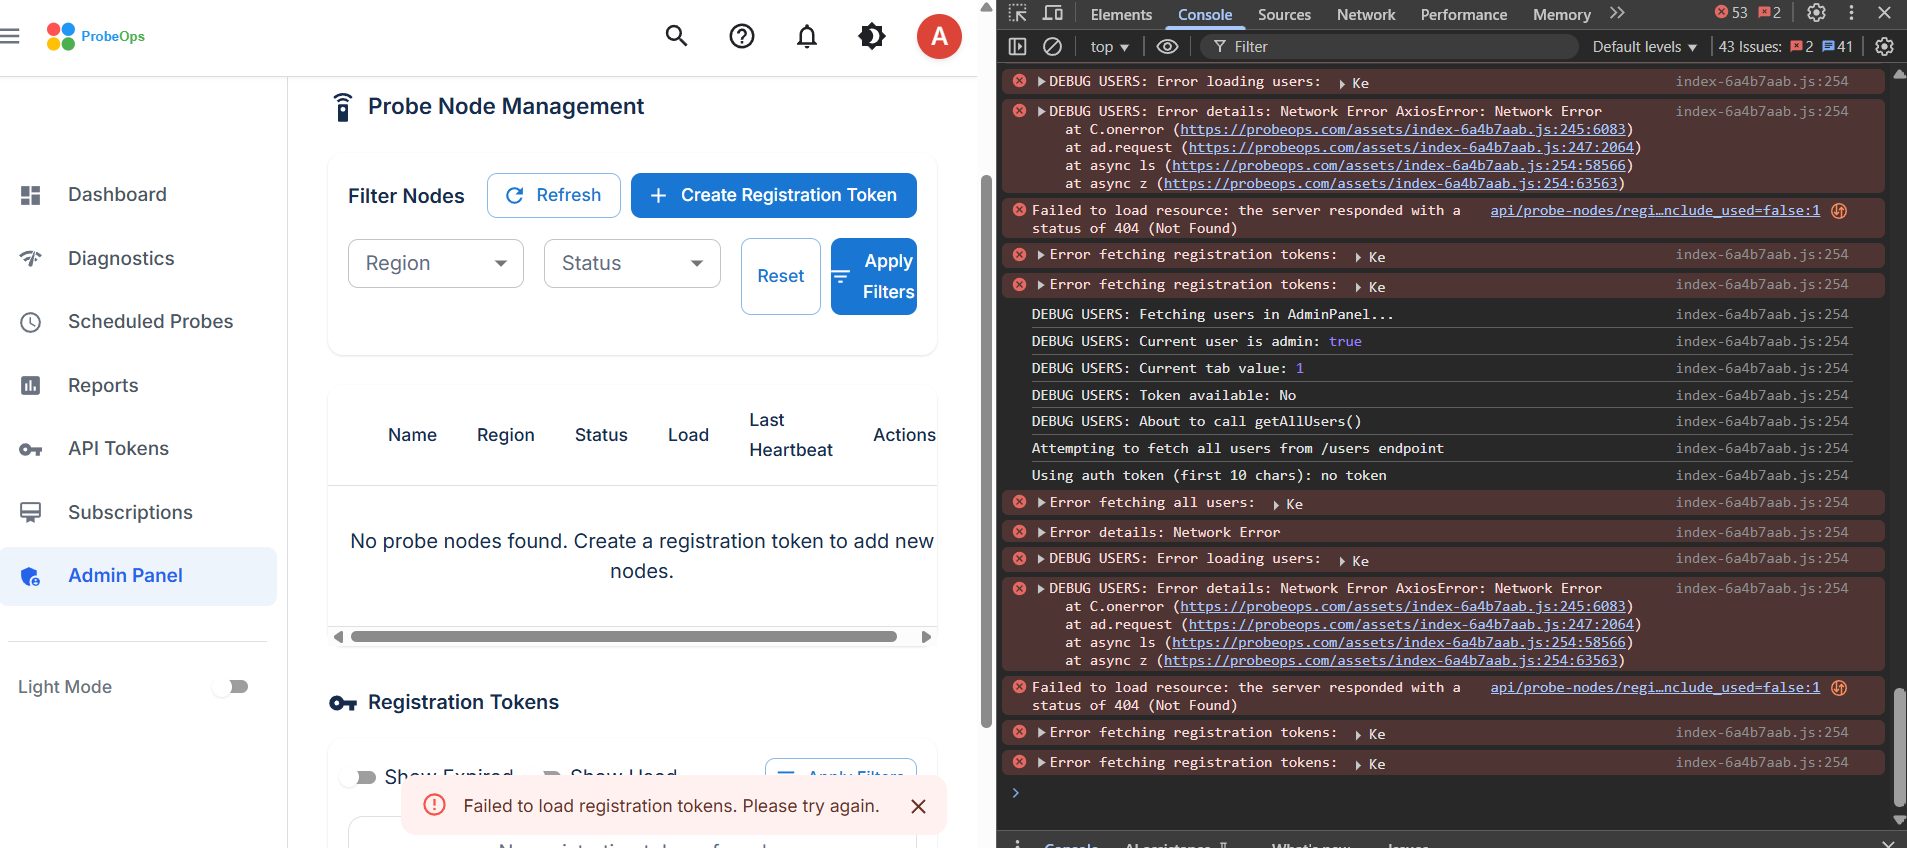 ProbeOps
A
Dashboard
Diagnostics
Scheduled Probes
Reports
API Tokens
Subscriptions
Admin Panel
Light Mode
Probe Node Management
Filter Nodes
Refresh
Create Registration Token
Region
Status
Reset
Apply
Filters
Name
Region
Status
Load
Last
Heartbeat
Actions
No probe nodes found. Create a registration token to add new
nodes.
Registration Tokens
Show Expired
Show Used
Apply Filters
Failed to load registration tokens. Please try again.
Elements
Console
Sources
Network
Performance
Memory
53
2
top
Filter
Default levels
43 Issues:
2
41
DEBUG USERS: Error loading users: Ke index-6a4b7aab.js:254
DEBUG USERS: Error details: Network Error AxiosError: Network Error index-6a4b7aab.js:254
at C.onerror (https://probeops.com/assets/index-6a4b7aab.js:245:6083)
at ad.request (https://probeops.com/assets/index-6a4b7aab.js:247:2064)
at async ls (https://probeops.com/assets/index-6a4b7aab.js:254:58566)
at async z (https://probeops.com/assets/index-6a4b7aab.js:254:63563)
Failed to load resource: the server responded with a api/probe-nodes/regi…nclude_used=false:1
status of 404 (Not Found)
Error fetching registration tokens: Ke index-6a4b7aab.js:254
Error fetching registration tokens: Ke index-6a4b7aab.js:254
DEBUG USERS: Fetching users in AdminPanel... index-6a4b7aab.js:254
DEBUG USERS: Current user is admin: true index-6a4b7aab.js:254
DEBUG USERS: Current tab value: 1 index-6a4b7aab.js:254
DEBUG USERS: Token available: No index-6a4b7aab.js:254
DEBUG USERS: About to call getAllUsers() index-6a4b7aab.js:254
Attempting to fetch all users from /users endpoint index-6a4b7aab.js:254
Using auth token (first 10 chars): no token index-6a4b7aab.js:254
Error fetching all users: Ke index-6a4b7aab.js:254
Error details: Network Error index-6a4b7aab.js:254
DEBUG USERS: Error loading users: Ke index-6a4b7aab.js:254
DEBUG USERS: Error details: Network Error AxiosError: Network Error index-6a4b7aab.js:254
at C.onerror (https://probeops.com/assets/index-6a4b7aab.js:245:6083)
at ad.request (https://probeops.com/assets/index-6a4b7aab.js:247:2064)
at async ls (https://probeops.com/assets/index-6a4b7aab.js:254:58566)
at async z (https://probeops.com/assets/index-6a4b7aab.js:254:63563)
Failed to load resource: the server responded with a api/probe-nodes/regi…nclude_used=false:1
status of 404 (Not Found)
Error fetching registration tokens: Ke index-6a4b7aab.js:254
Error fetching registration tokens: Ke index-6a4b7aab.js:254
Console
AI assistance
What's new
Issues